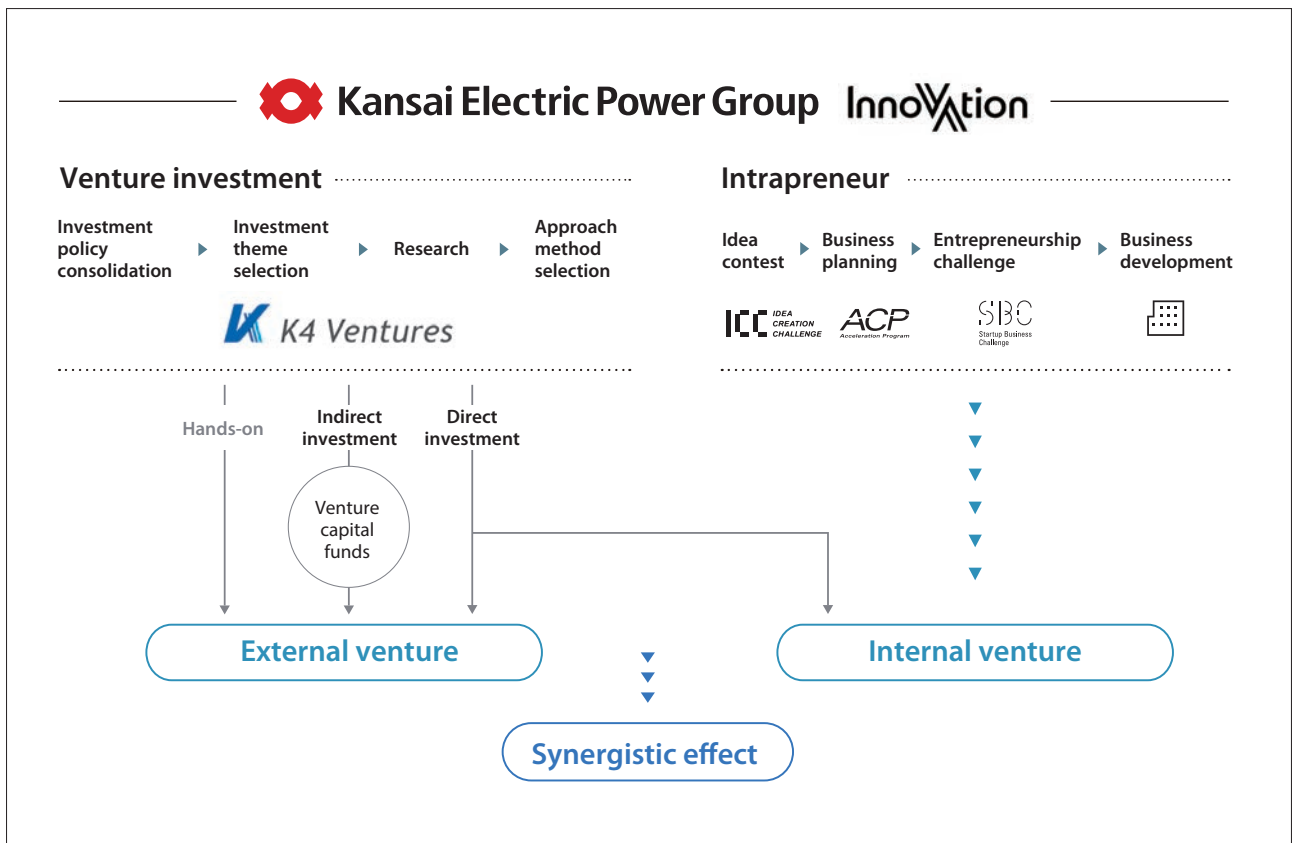 Kansai Electric Power Group InnoVAtion
Venture investment
Investment
policy
consolidation
Investment
theme
selection
Research
Approach
method
selection
K4 Ventures
Intrapreneur
Idea
contest
Business
planning
Entrepreneurship
challenge
Business
development
ICC IDEA
CREATION
CHALLENGE
ACP
Acceleration Program
SBC
Startup Business
Challenge
Hands-on
Indirect
investment
Direct
investment
Venture
capital
funds
External venture
Internal venture
Synergistic effect